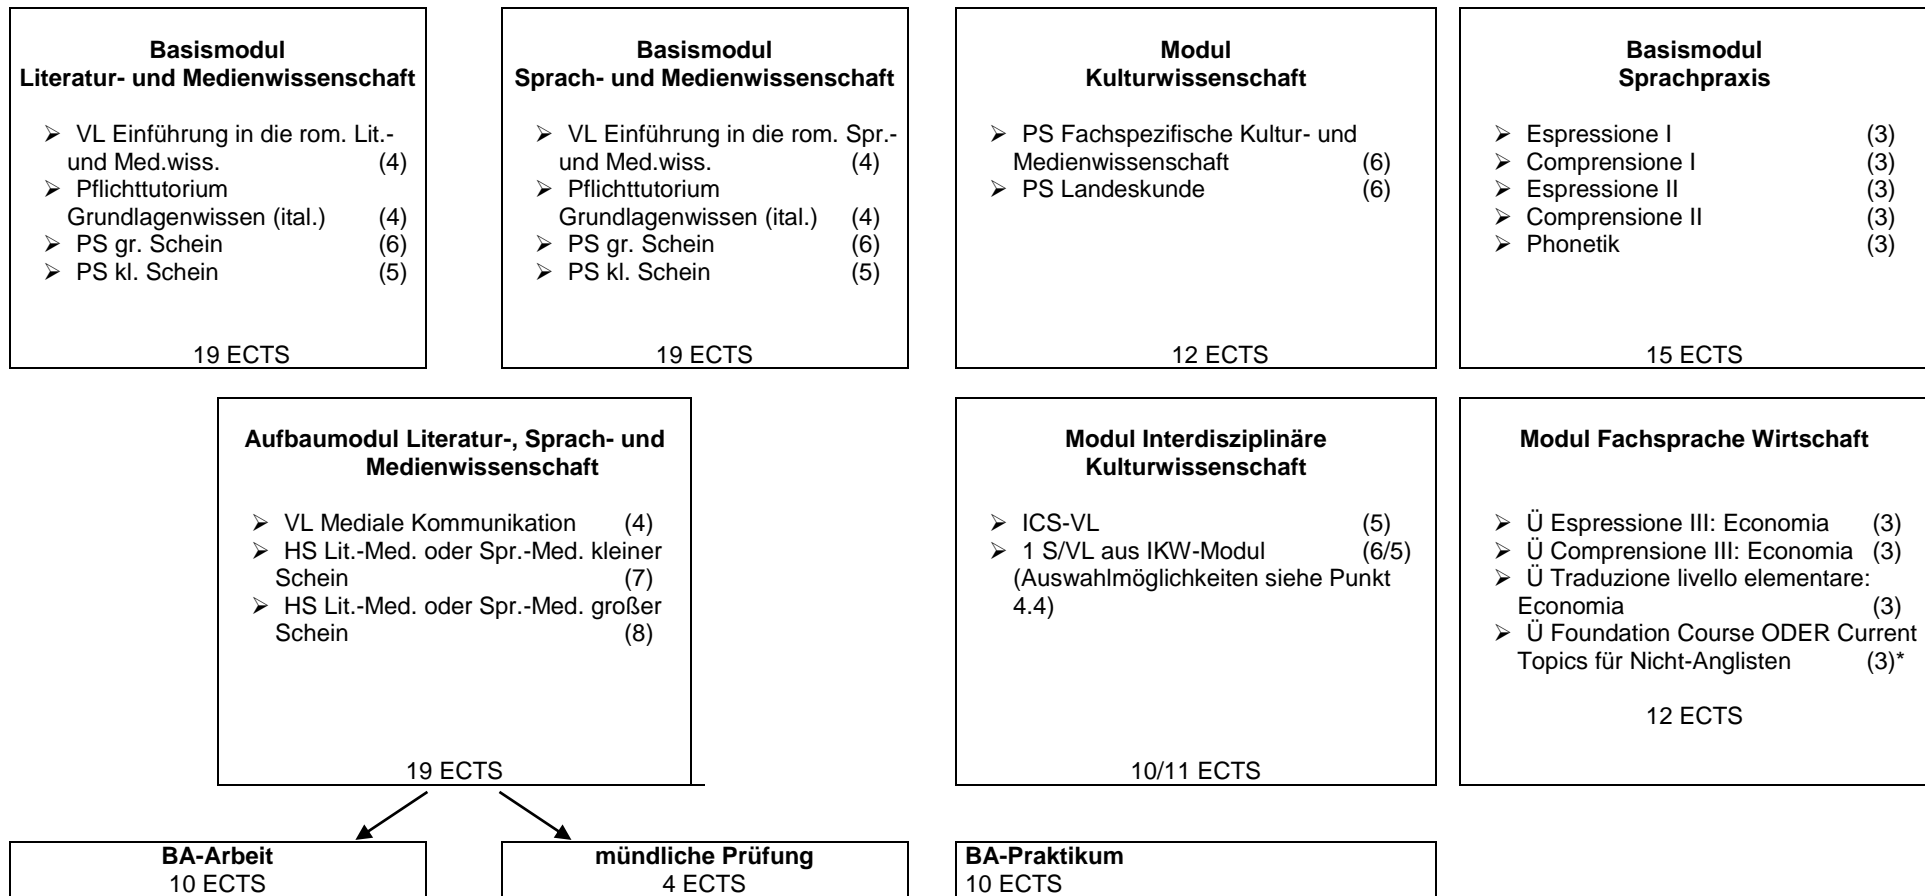 Basismodul
Literatur- und Medienwissenschaft
➢ VL Einführung in die rom. Lit.-
und Med.wiss. (4)
➢ Pflichttutorium
Grundlagenwissen (ital.) (4)
➢ PS gr. Schein (6)
➢ PS kl. Schein (5)
19 ECTS
Basismodul
Sprach- und Medienwissenschaft
➢ VL Einführung in die rom. Spr.-
und Med.wiss. (4)
➢ Pflichttutorium
Grundlagenwissen (ital.) (4)
➢ PS gr. Schein (6)
➢ PS kl. Schein (5)
19 ECTS
Modul
Kulturwissenschaft
➢ PS Fachspezifische Kultur- und
Medienwissenschaft (6)
➢ PS Landeskunde (6)
12 ECTS
Basismodul
Sprachpraxis
➢ Espressione I (3)
➢ Comprensione I (3)
➢ Espressione II (3)
➢ Comprensione II (3)
➢ Phonetik (3)
15 ECTS
Aufbaumodul Literatur-, Sprach- und
Medienwissenschaft
➢ VL Mediale Kommunikation (4)
➢ HS Lit.-Med. oder Spr.-Med. kleiner
Schein (7)
➢ HS Lit.-Med. oder Spr.-Med. großer
Schein (8)
19 ECTS
Modul Interdisziplinäre
Kulturwissenschaft
➢ ICS-VL (5)
➢ 1 S/VL aus IKW-Modul (6/5)
(Auswahlmöglichkeiten siehe Punkt
4.4)
10/11 ECTS
Modul Fachsprache Wirtschaft
➢ Ü Espressione III: Economia (3)
➢ Ü Comprensione III: Economia (3)
➢ Ü Traduzione livello elementare:
Economia (3)
➢ Ü Foundation Course ODER Current
Topics für Nicht-Anglisten (3)*
12 ECTS
BA-Arbeit
10 ECTS
mündliche Prüfung
4 ECTS
BA-Praktikum
10 ECTS